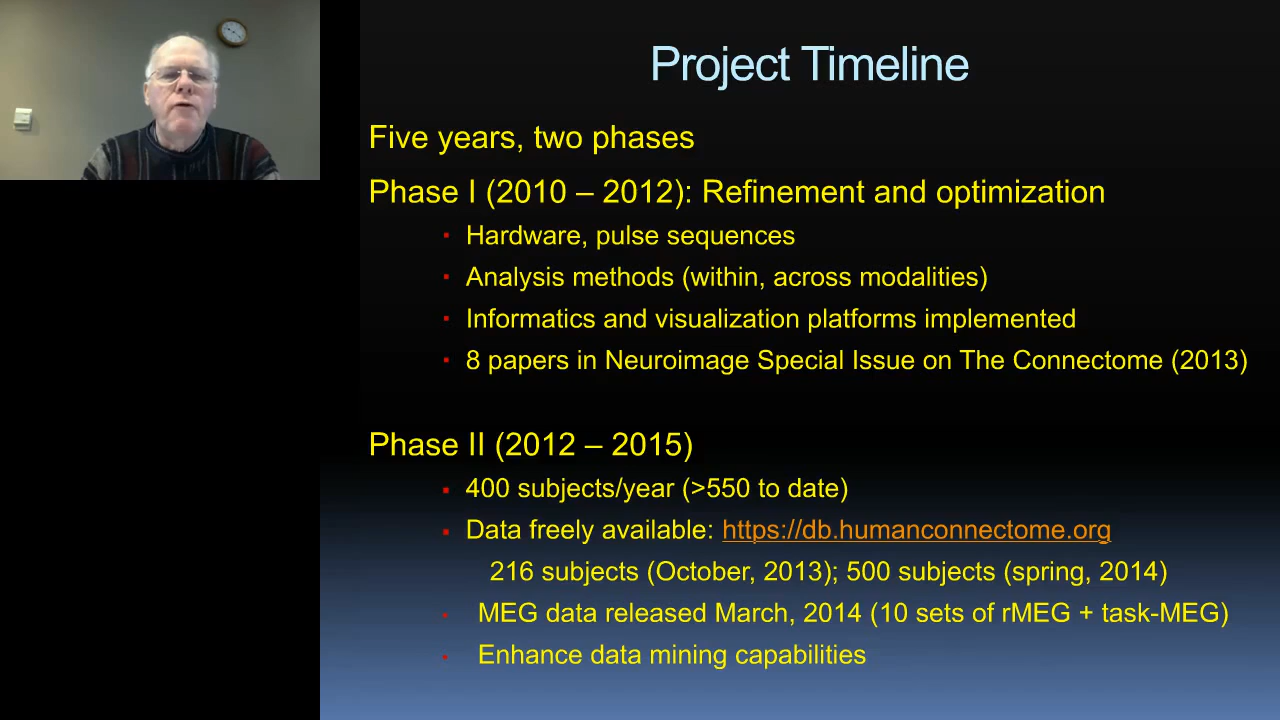 Project Timeline
Five years, two phases
Phase I (2010 – 2012): Refinement and optimization
Hardware, pulse sequences
Analysis methods (within, across modalities)
Informatics and visualization platforms implemented
8 papers in Neuroimage Special Issue on The Connectome (2013)
Phase II (2012 – 2015)
400 subjects/year (>550 to date)
Data freely available: https://db.humanconnectome.org
216 subjects (October, 2013); 500 subjects (spring, 2014)
MEG data released March, 2014 (10 sets of rMEG + task-MEG)
Enhance data mining capabilities